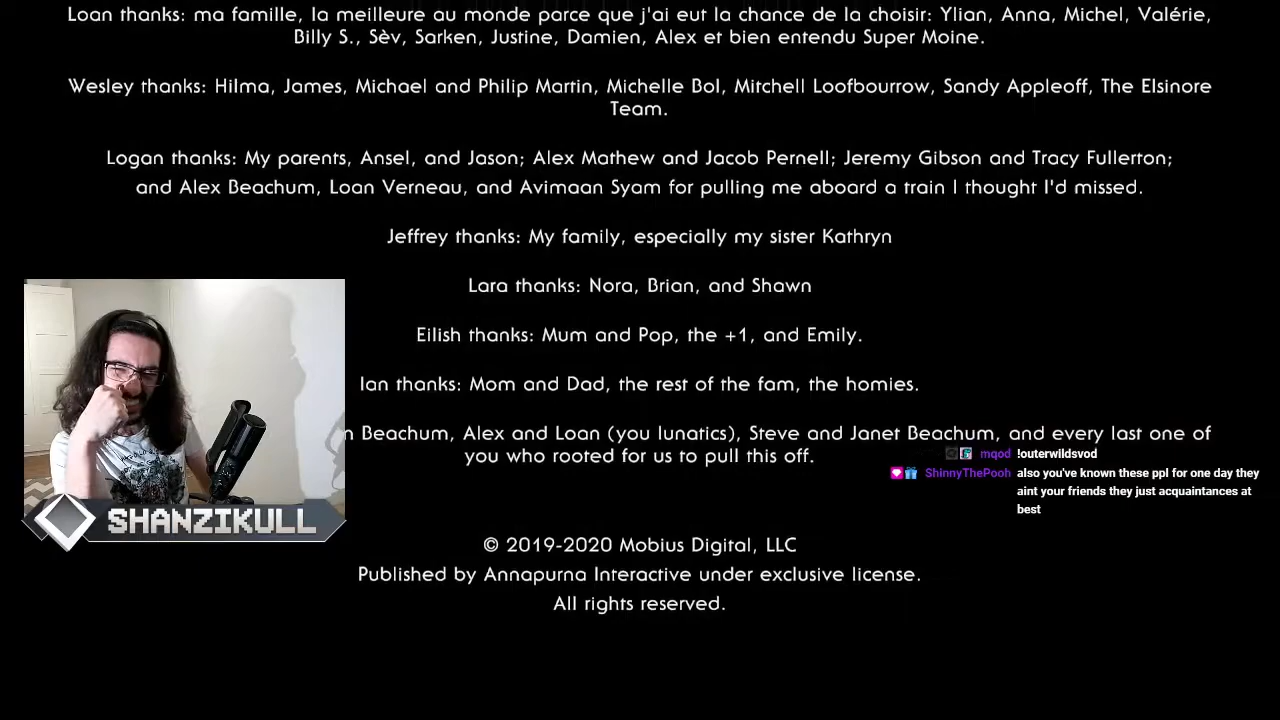 Loan thanks: ma famille, la meilleure au monde parce que j'ai eut la chance de la choisir: Ylian, Anna, Michel, Valérie,
Billy S., Sèv, Sarken, Justine, Damien, Alex et bien entendu Super Moine.
Wesley thanks: Hilma, James, Michael and Philip Martin, Michelle Bol, Mitchell Loofbourrow, Sandy Appleoff, The Elsinore
Team.
Logan thanks: My parents, Ansel, and Jason; Alex Mathew and Jacob Pernell; Jeremy Gibson and Tracy Fullerton;
and Alex Beachum, Loan Verneau, and Avimaan Syam for pulling me aboard a train I thought I'd missed.
Jeffrey thanks: My family, especially my sister Kathryn
Lara thanks: Nora, Brian, and Shawn
Eilish thanks: Mum and Pop, the +1, and Emily.
Ian thanks: Mom and Dad, the rest of the fam, the homies.
n Beachum, Alex and Loan (you lunatics), Steve and Janet Beachum, and every last one of
you who rooted for us to pull this off.
mqod !outerwildsvod
ShinnyThePooh also you've known these ppl for one day they
aint your friends they just acquaintances at
best
SHANZIKULL
© 2019-2020 Mobius Digital, LLC
Published by Annapurna Interactive under exclusive license.
All rights reserved.